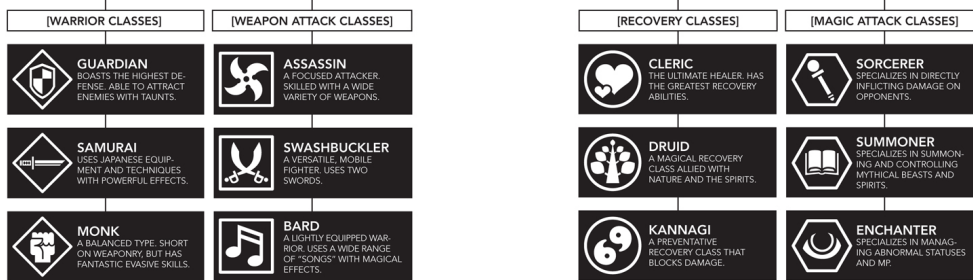 [WARRIOR CLASSES]
GUARDIAN
BOASTS THE HIGHEST DE-
FENSE. ABLE TO ATTRACT
ENEMIES WITH TAUNTS.
SAMURAI
USES JAPANESE EQUIP-
MENT AND TECHNIQUES
WITH POWERFUL EFFECTS.
MONK
A BALANCED TYPE. SHORT
ON WEAPONRY, BUT HAS
FANTASTIC EVASIVE SKILLS.
[WEAPON ATTACK CLASSES]
ASSASSIN
A FOCUSED ATTACKER.
SKILLED WITH A WIDE
VARIETY OF WEAPONS.
SWASHBUCKLER
A VERSATILE, MOBILE
FIGHTER. USES TWO
SWORDS.
BARD
A LIGHTLY EQUIPPED WAR-
RIOR. USES A WIDE RANGE
OF "SONGS" WITH MAGICAL
EFFECTS.
[RECOVERY CLASSES]
CLERIC
THE ULTIMATE HEALER. HAS
THE GREATEST RECOVERY
ABILITIES.
DRUID
A MAGICAL RECOVERY
CLASS ALLIED WITH
NATURE AND THE SPIRITS.
KANNAGI
A PREVENTATIVE
RECOVERY CLASS THAT
BLOCKS DAMAGE.
[MAGIC ATTACK CLASSES]
SORCERER
SPECIALIZES IN DIRECTLY
INFLICTING DAMAGE ON
OPPONENTS.
SUMMONER
SPECIALIZES IN SUMMON-
ING AND CONTROLLING
MYTHICAL BEASTS AND
SPIRITS.
ENCHANTER
SPECIALIZES IN MANAG-
ING ABNORMAL STATUSES
AND MP.